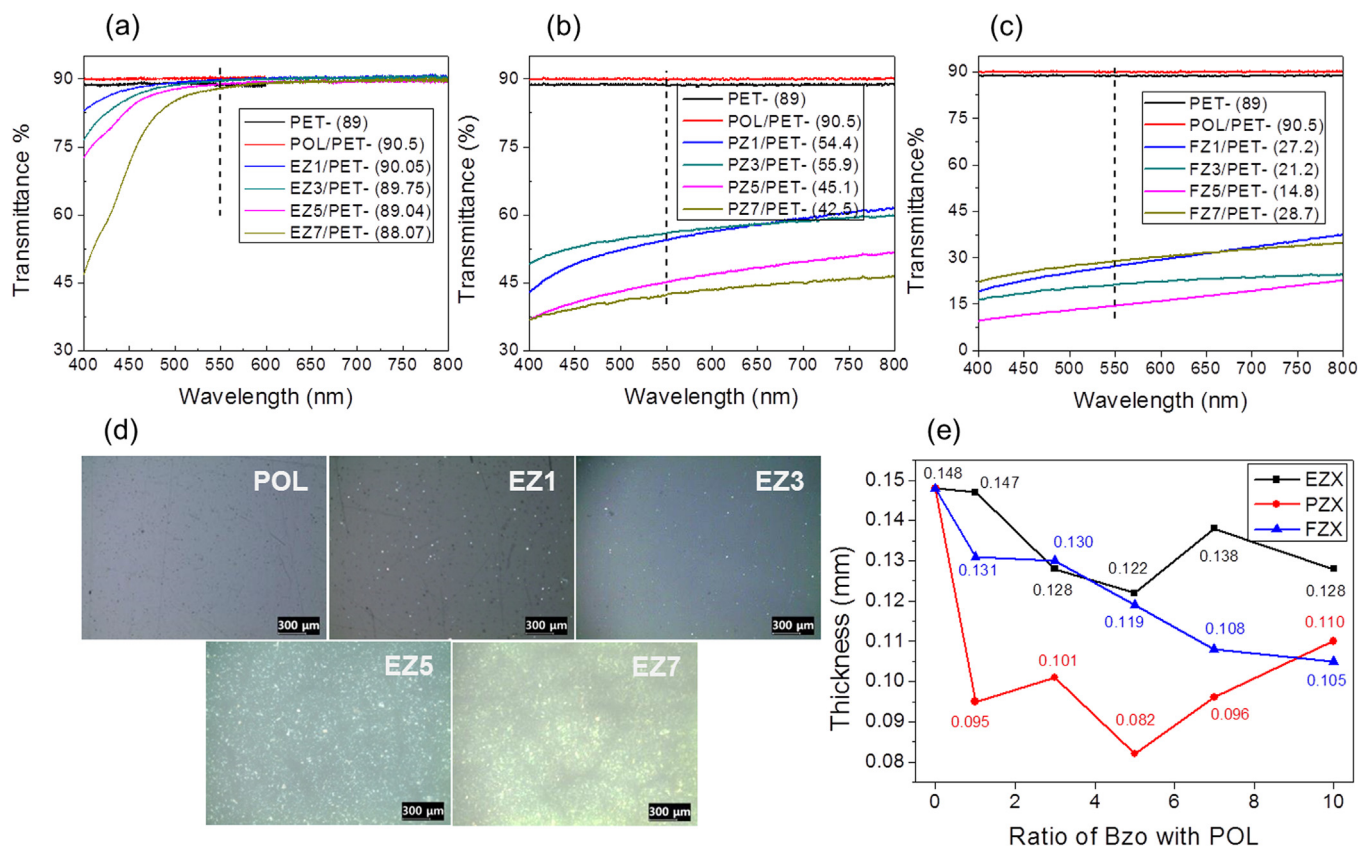 (a)
(b)
(c)
Transmittance %
90
75
60
45
30
400 450 500 550 600 650 700 750 800
Wavelength (nm)
PET- (89)
POL/PET- (90.5)
EZ1/PET- (90.05)
EZ3/PET- (89.75)
EZ5/PET- (89.04)
EZ7/PET- (88.07)
Transmittance (%)
90
75
60
45
30
400 450 500 550 600 650 700 750 800
Wavelength (nm)
PET- (89)
POL/PET- (90.5)
PZ1/PET- (54.4)
PZ3/PET- (55.9)
PZ5/PET- (45.1)
PZ7/PET- (42.5)
Transmittance%
90
75
60
45
30
15
0
400 450 500 550 600 650 700 750 800
Wavelength (nm)
PET- (89)
POL/PET- (90.5)
FZ1/PET- (27.2)
FZ3/PET- (21.2)
FZ5/PET- (14.8)
FZ7/PET- (28.7)
(d)
POL
300 µm
EZ1
300 µm
EZ3
300 µm
EZ5
300 µm
EZ7
300 µm
(e)
Thickness (mm)
0.15
0.14
0.13
0.12
0.11
0.10
0.09
0.08
0 2 4 6 8 10
Ratio of Bzo with POL
EZX
PZX
FZX
0.148
0.147
0.128
0.122
0.138
0.128
0.131
0.130
0.119
0.108
0.105
0.095
0.101
0.082
0.096
0.110